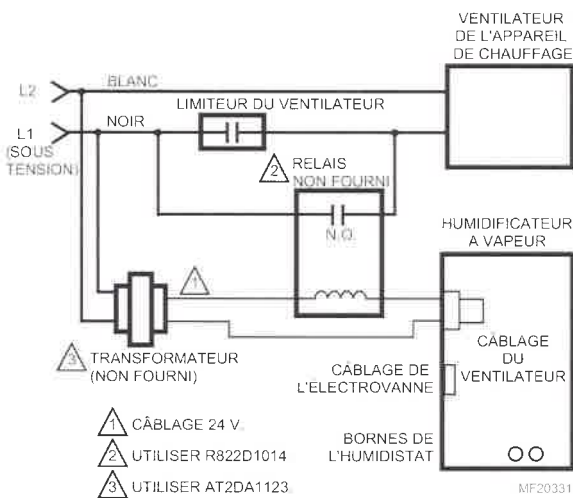 VENTILATEUR
DE L'APPAREIL
DE CHAUFFAGE
L2
BLANC
LIMITEUR DU VENTILATEUR
L1
(SOUS
TENSION)
NOIR
2 RELAIS
NON FOURNI
N.O.
HUMIDIFICATEUR
A VAPEUR
1
CÂBLAGE
DU
VENTILATEUR
3 TRANSFORMATEUR
(NON FOURNI)
CÂBLAGE DE
L'ÉLECTROVANNE
BORNES DE
L'HUMIDISTAT
1 CÂBLAGE 24 V.
2 UTILISER R822D1014
3 UTILISER AT2DA1123.
MF20331